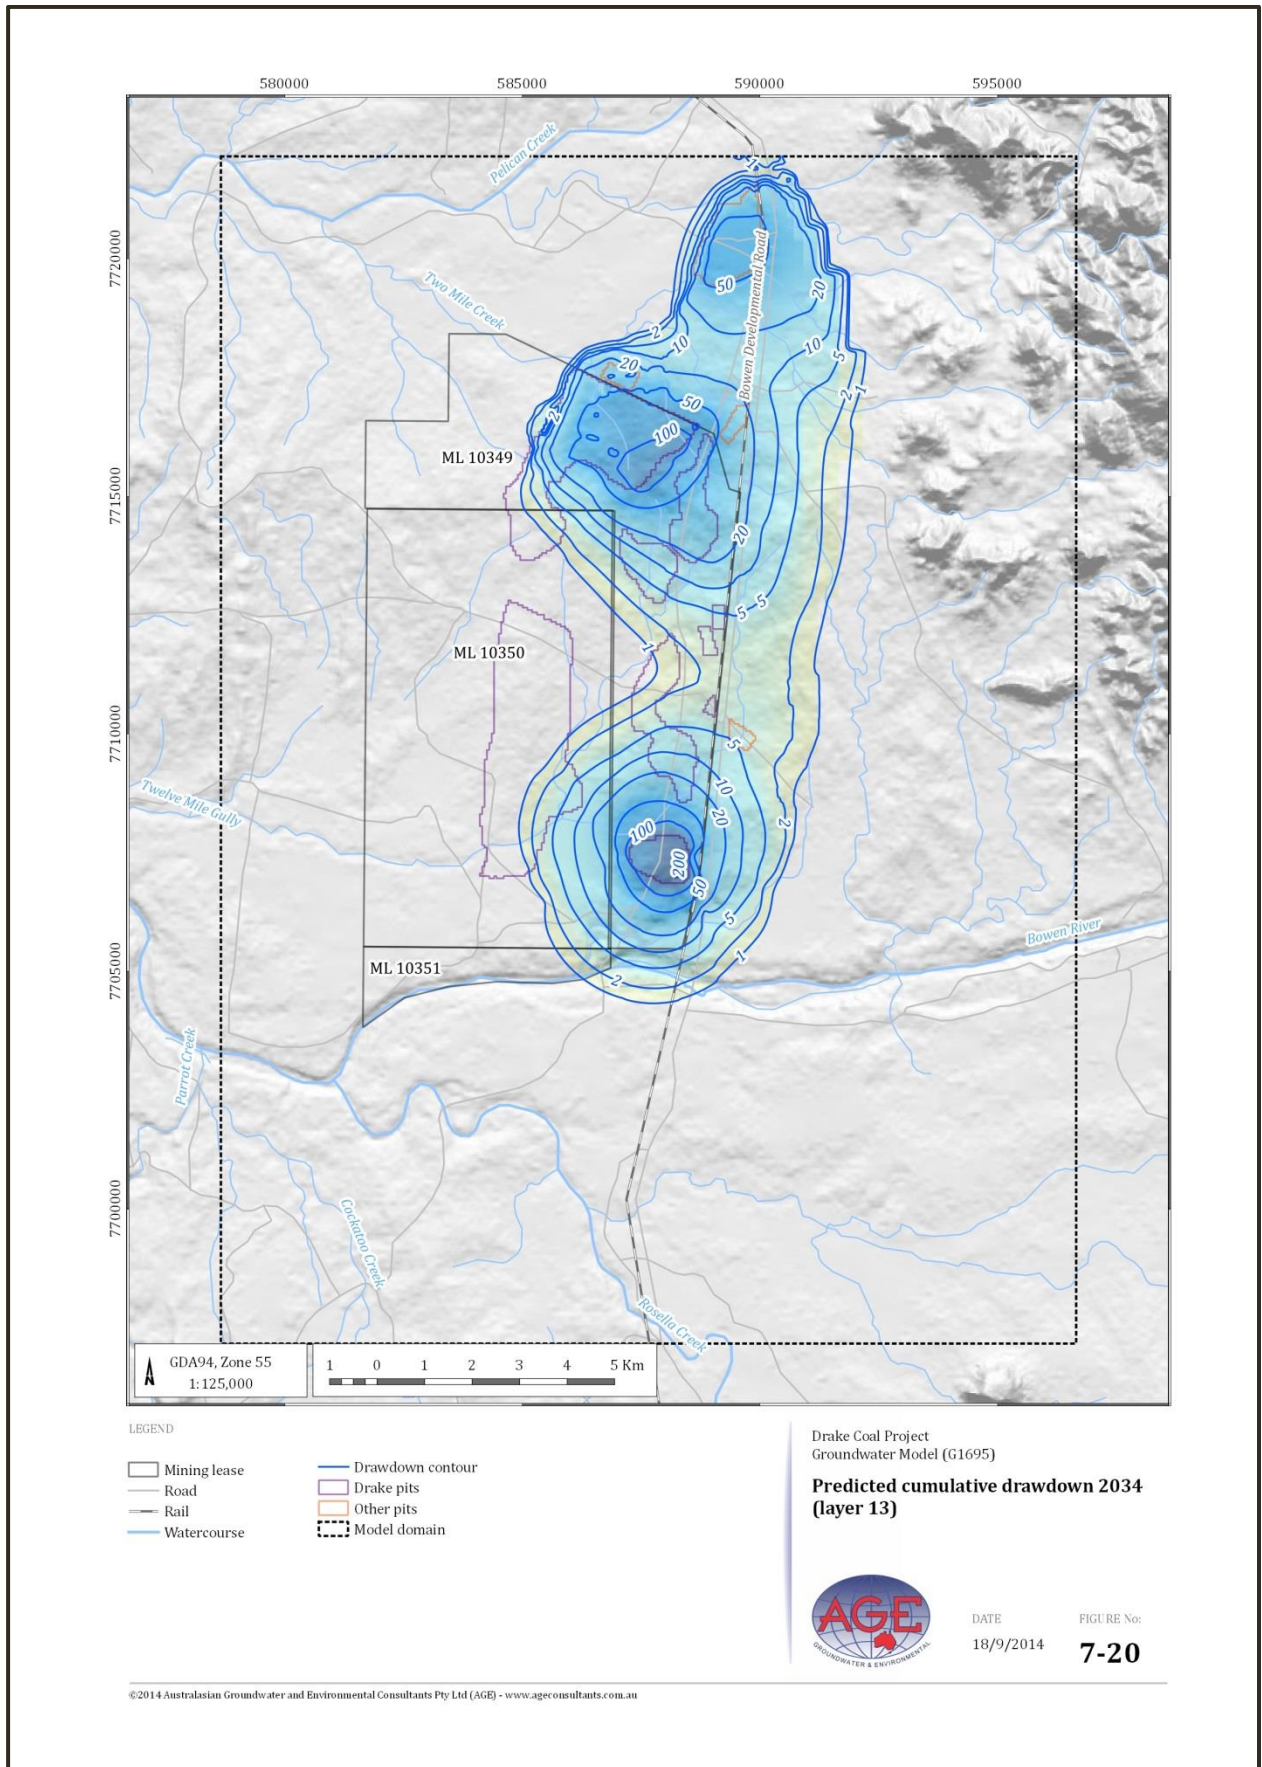 580000 585000 590000 595000
7720000
7715000
7710000
7705000
7700000
Pelican Creek
1
Bowen Developmental Road
50
20
Two Mile Creek
2
10
10
5
20
2
1
50
2
100
ML 10349
20
5
5
1
ML 10350
5
10
Twelve Mile Gully
20
2
100
200
50
5
Bowen River
1
ML 10351
2
Parrot Creek
Cockatoo Creek
Rosella Creek
N
GDA94, Zone 55
1:125,000
1 0 1 2 3 4 5 Km
LEGEND
Mining lease
Road
Rail
Watercourse
Drawdown contour
Drake pits
Other pits
Model domain
Drake Coal Project
Groundwater Model (G1695)
Predicted cumulative drawdown 2034
(layer 13)
AGE
GROUNDWATER & ENVIRONMENTAL
DATE
18/9/2014
FIGURE No:
7-20
©2014 Australasian Groundwater and Environmental Consultants Pty Ltd (AGE) - www.ageconsultants.com.au